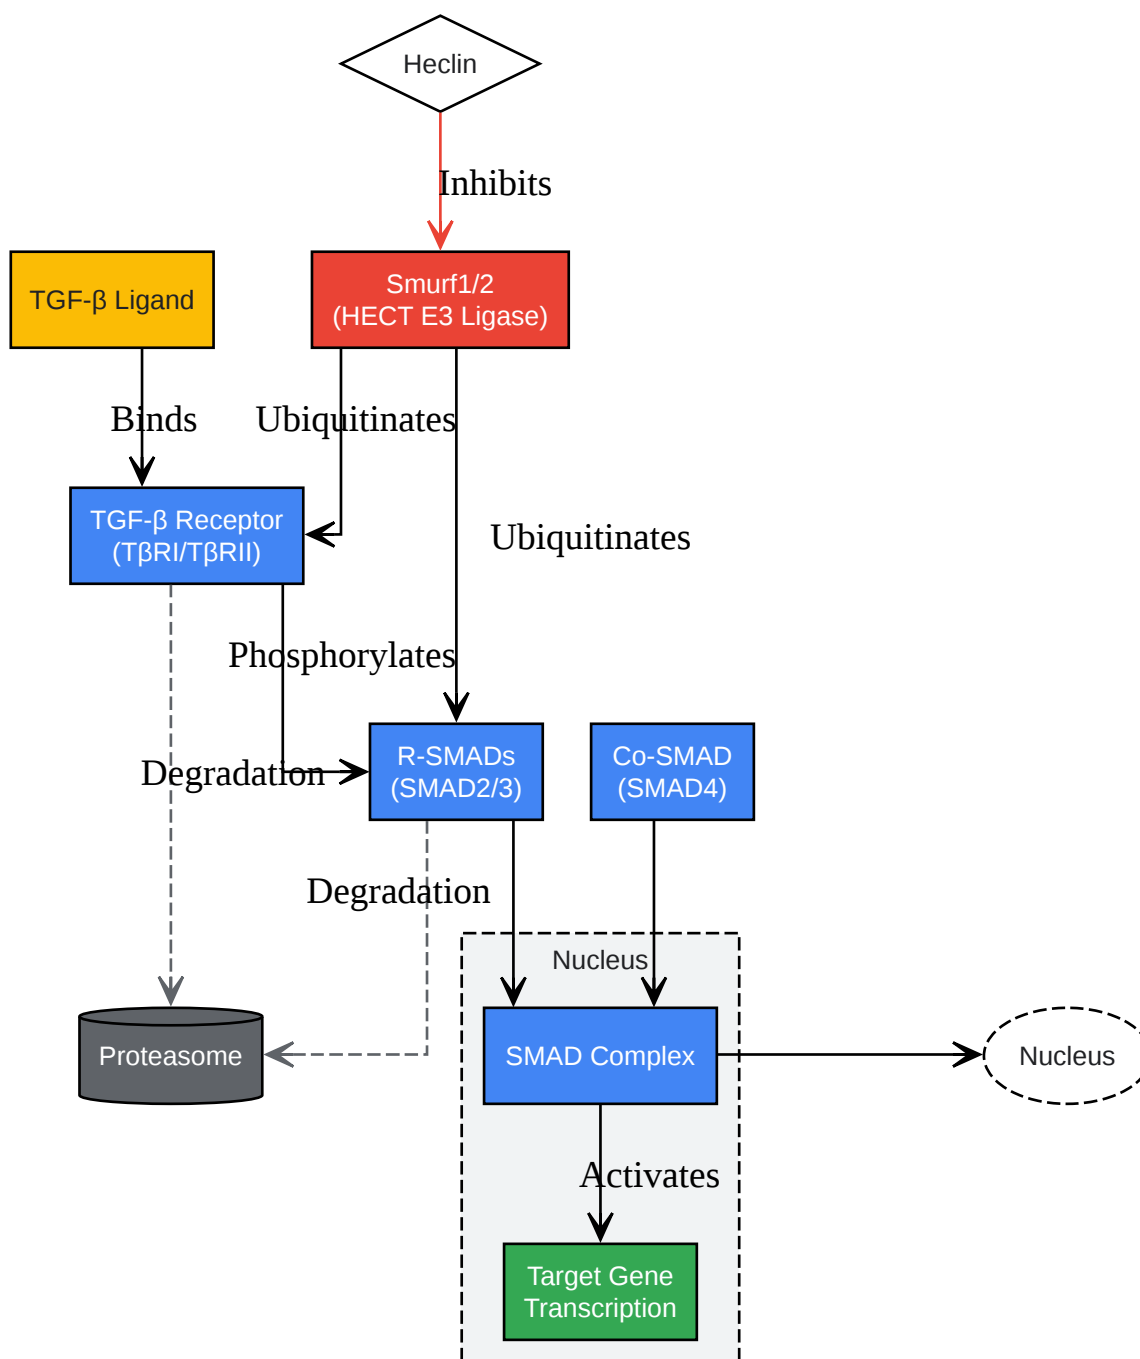 Heclin
Inhibits
TGF-β Ligand
Smurf1/2
(HECT E3 Ligase)
Binds
Ubiquitinates
TGF-β Receptor
(TβRI/TβRII)
Ubiquitinates
Phosphorylates
R-SMADs
(SMAD2/3)
Co-SMAD
(SMAD4)
Degradation
Degradation
Nucleus
Proteasome
SMAD Complex
Nucleus
Activates
Target Gene
Transcription